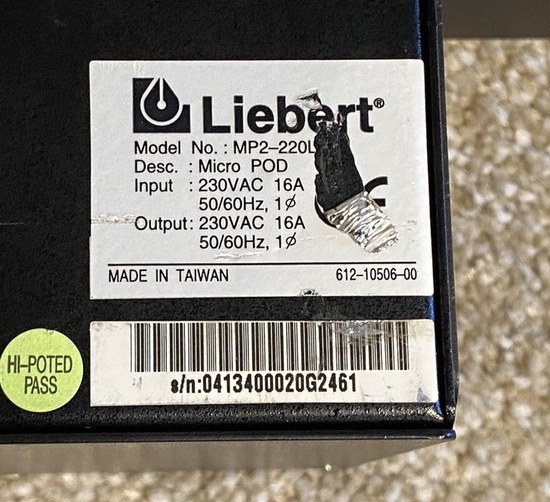 Liebert®
Model No.: MP2-220L
Desc. : Micro POD
Input : 230VAC 16A
50/60Hz, 1ø
Output: 230VAC 16A
50/60Hz, 1ø
MADE IN TAIWAN 612-10506-00
HI-POTED
PASS
s/n:0413400020G2461